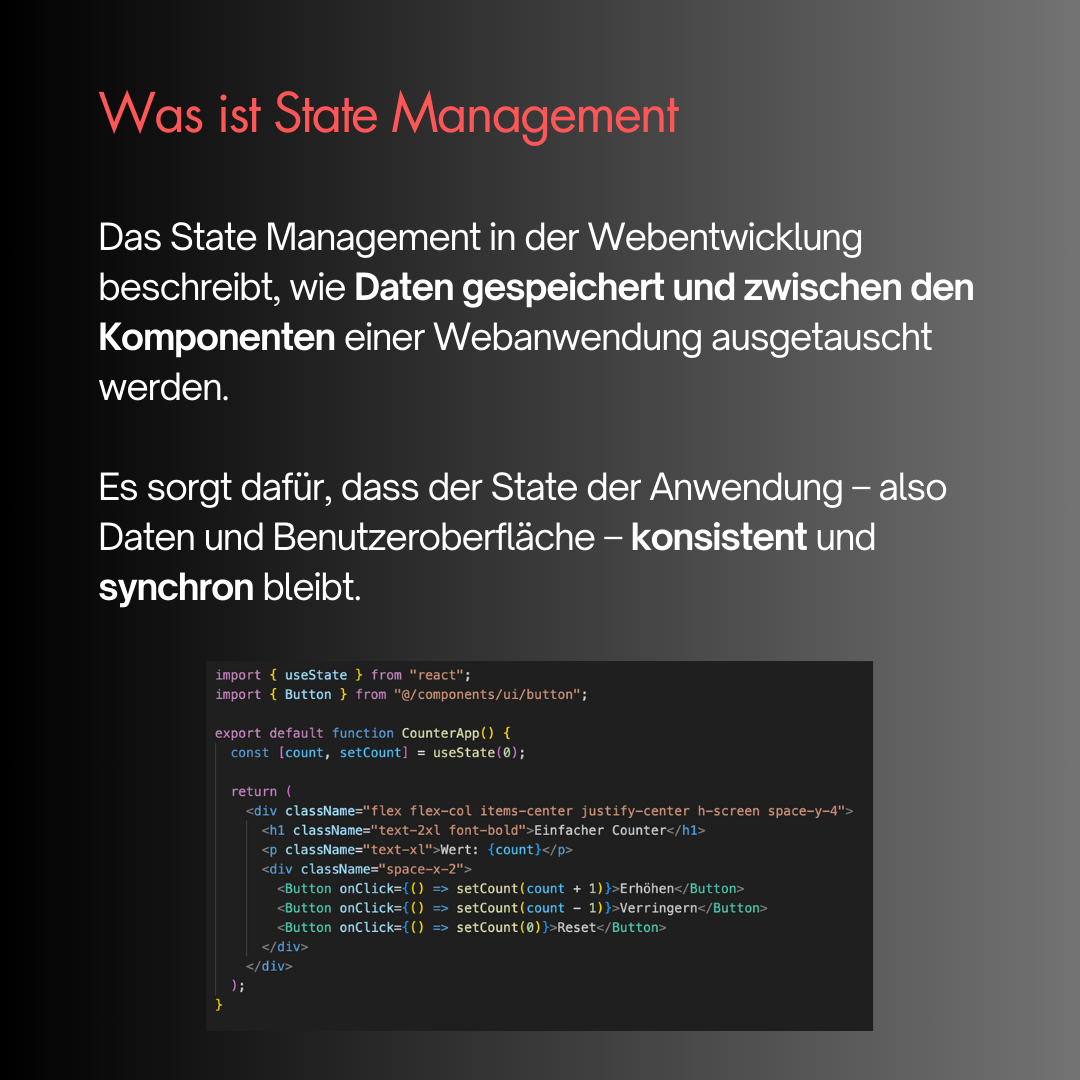 Was ist State Management
Das State Management in der Webentwicklung
beschreibt, wie Daten gespeichert und zwischen den
Komponenten einer Webanwendung ausgetauscht
werden.
Es sorgt dafür, dass der State der Anwendung – also
Daten und Benutzeroberfläche – konsistent und
synchron bleibt.
import { useState } from "react";
import { Button } from "@/components/ui/button";
export default function CounterApp() {
  const [count, setCount] = useState(0);
  return (
    <div className="flex flex-col items-center justify-center h-screen space-y-4">
      <h1 className="text-2xl font-bold">Einfacher Counter</h1>
      <p className="text-xl">Wert: {count}</p>
      <div className="space-x-2">
        <Button onClick={() => setCount(count + 1)}>Erhöhen</Button>
        <Button onClick={() => setCount(count - 1)}>Verringern</Button>
        <Button onClick={() => setCount(0)}>Reset</Button>
      </div>
    </div>
  );
}